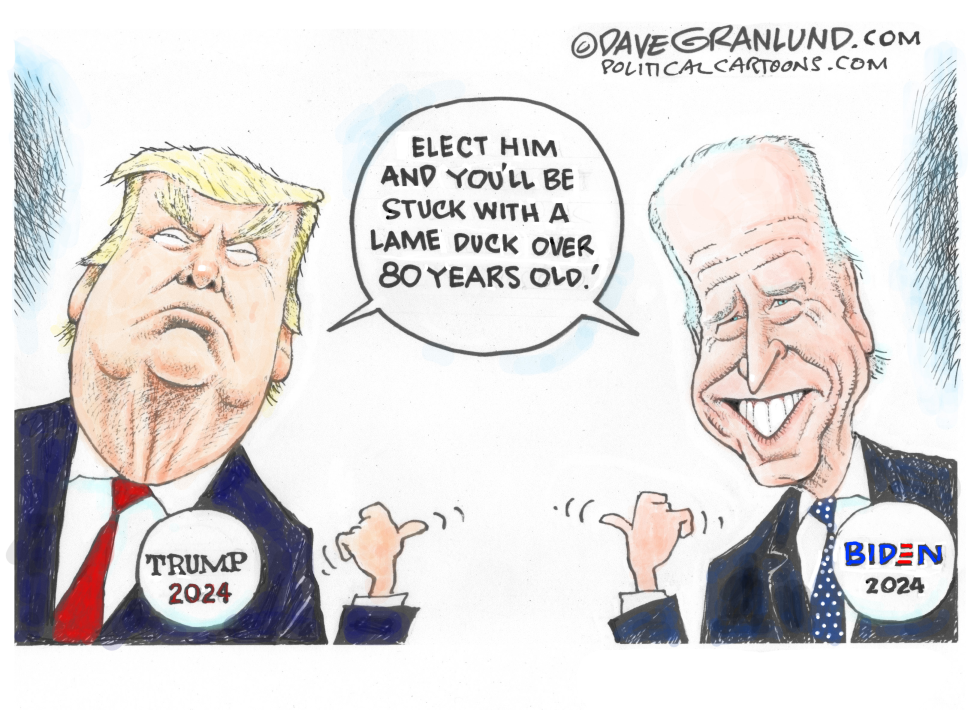 ©DAVEGRANLUND.COM
POLITICALCARTOONS.COM
ELECT HIM
AND YOU'LL BE
STUCK WITH A
LAME DUCK OVER
80 YEARS OLD!
TRUMP
2024
BIDEN
2024